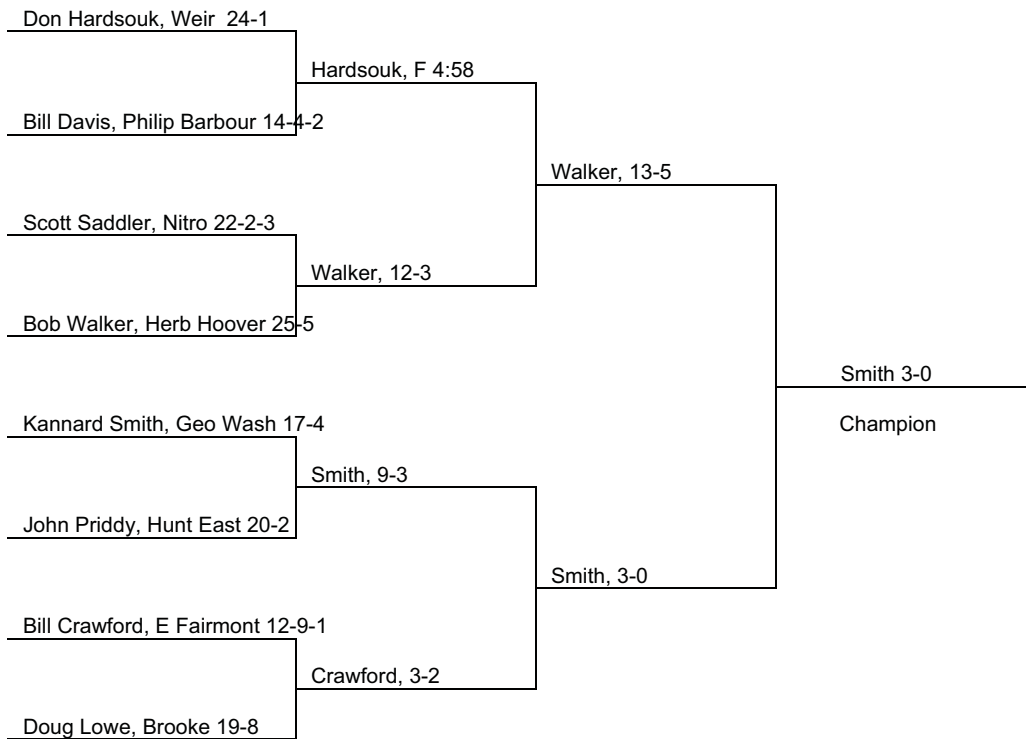 Don Hardsouk, Weir  24-1
Hardsouk, F 4:58
Bill Davis, Philip Barbour 14-4-2
Walker, 13-5
Scott Saddler, Nitro 22-2-3
Walker, 12-3
Bob Walker, Herb Hoover 25-5
Smith 3-0
Champion
Kannard Smith, Geo Wash 17-4
Smith, 9-3
John Priddy, Hunt East 20-2
Smith, 3-0
Bill Crawford, E Fairmont 12-9-1
Crawford, 3-2
Doug Lowe, Brooke 19-8